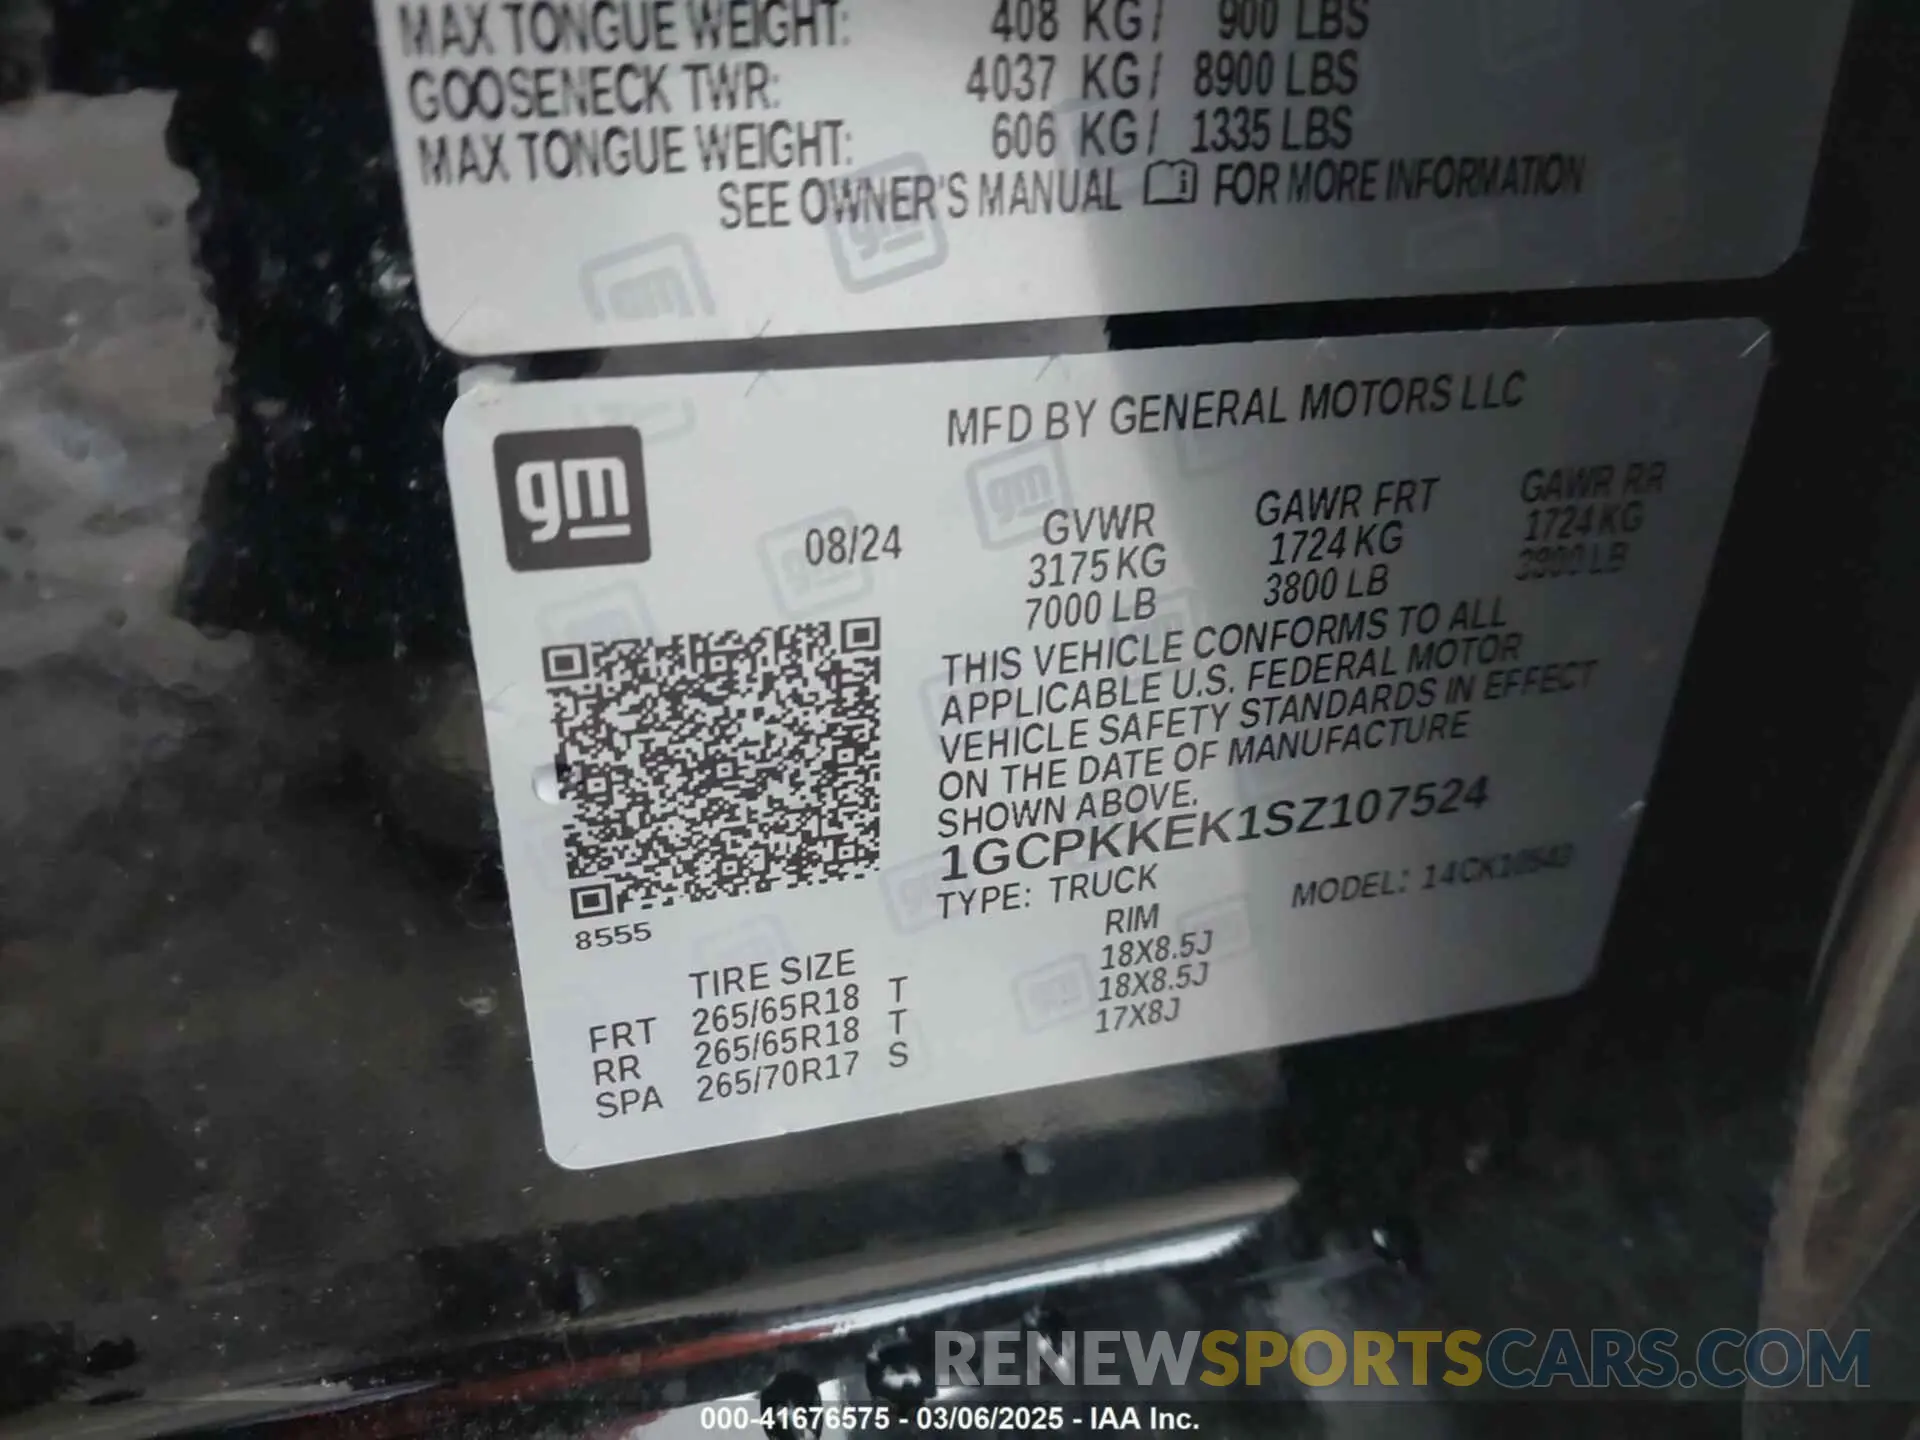 MAX TONGUE WEIGHT: 408 KG / 900 LBS
GOOSENECK TWR: 4037 KG / 8900 LBS
MAX TONGUE WEIGHT: 606 KG / 1335 LBS
SEE OWNER'S MANUAL FOR MORE INFORMATION
MFD BY GENERAL MOTORS LLC
gm
08/24
GVWR GAWR FRT GAWR RR
3175 KG 1724 KG 1724 KG
7000 LB 3800 LB LB
THIS VEHICLE CONFORMS TO ALL
APPLICABLE U.S. FEDERAL MOTOR
VEHICLE SAFETY STANDARDS IN EFFECT
ON THE DATE OF MANUFACTURE
SHOWN ABOVE.
1GCPKKEK1SZ107524
TYPE: TRUCK MODEL: 14CK10543
8555
TIRE SIZE RIM
FRT 265/65R18 T 18X8.5J
RR 265/65R18 T 18X8.5J
SPA 265/70R17 S 17X8J
RENEWSPORTSCARS.COM
000-41676575 - 03/06/2025 - IAA Inc.